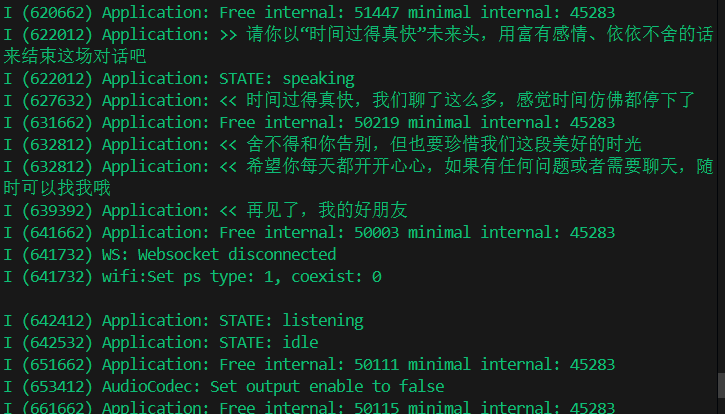 I (620662) Application: Free internal: 51447 minimal internal: 45283
I (622012) Application: >> 请你以“时间过得真快”未来头，用富有感情、依依不舍的话
来结束这场对话吧
I (622012) Application: STATE: speaking
I (627632) Application: << 时间过得真快，我们聊了这么多，感觉时间仿佛都停下了
I (631662) Application: Free internal: 50219 minimal internal: 45283
I (632812) Application: << 舍不得和你告别，但也要珍惜我们这段美好的时光
I (632812) Application: << 希望你每天都开开心心，如果有任何问题或者需要聊天，随
时可以找我哦
I (639392) Application: << 再见了，我的好朋友
I (641662) Application: Free internal: 50003 minimal internal: 45283
I (641732) WS: Websocket disconnected
I (641732) wifi:Set ps type: 1, coexist: 0
I (642412) Application: STATE: listening
I (642532) Application: STATE: idle
I (651662) Application: Free internal: 50111 minimal internal: 45283
I (653412) AudioCodec: Set output enable to false
I (661662) Application: Free internal: 50115 minimal internal: 45283